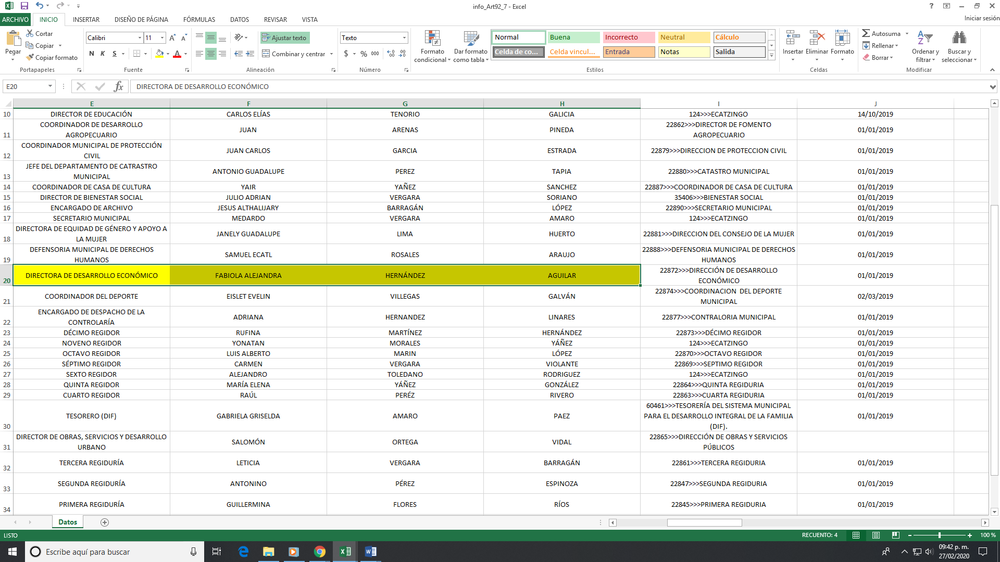 info_Art92_7 - Excel
?
ARCHIVO INICIO INSERTAR DISEÑO DE PÁGINA FÓRMULAS DATOS REVISAR VISTA Iniciar sesión
Pegar Cortar Copiar Copiar formato
Calibri 11 N K S
Ajustar texto Combinar y centrar
Texto $ % 000
Formato condicional Dar formato como tabla
Normal Buena Incorrecto Neutral Cálculo
Celda de co... Celda vincul... Entrada Notas Salida
Insertar Eliminar Formato
Autosuma Rellenar Borrar Ordenar y filtrar Buscar y seleccionar
Portapapeles Fuente Alineación Número Estilos Celdas Modificar
E20 fx DIRECTORA DE DESARROLLO ECONÓMICO
E F G H I J
10 DIRECTOR DE EDUCACIÓN CARLOS ELÍAS TENORIO GALICIA 124>>>ECATZINGO 14/10/2019
11 COORDINADOR DE DESARROLLO AGROPECUARIO JUAN ARENAS PINEDA 22862>>>DIRECTOR DE FOMENTO AGROPECUARIO 01/01/2019
12 COORDINADOR MUNICIPAL DE PROTECCIÓN CIVIL JUAN CARLOS GARCIA ESTRADA 22879>>>DIRECCION DE PROTECCION CIVIL 01/01/2019
13 JEFE DEL DEPARTAMENTO DE CATRASTRO MUNICIPAL ANTONIO GUADALUPE PEREZ TAPIA 22880>>>CATASTRO MUNICIPAL 01/01/2019
14 COORDINADOR DE CASA DE CULTURA YAIR YAÑEZ SANCHEZ 22887>>>COORDINADOR DE CASA DE CULTURA 01/01/2019
15 DIRECTOR DE BIENESTAR SOCIAL JULIO ADRIAN VERGARA SORIANO 35406>>>BIENESTAR SOCIAL 01/01/2019
16 ENCARGADO DE ARCHIVO JESUS ALTHALIJARY BARRAGÁN LÓPEZ 22890>>>SECRETARIO MUNICIPAL 01/01/2019
17 SECRETARIO MUNICIPAL MEDARDO VERGARA AMARO 124>>>ECATZINGO 01/01/2019
18 DIRECTORA DE EQUIDAD DE GÉNERO Y APOYO A LA MUJER JANELY GUADALUPE LIMA HUERTO 22881>>>DIRECCION DEL CONSEJO DE LA MUJER 01/01/2019
19 DEFENSORIA MUNICIPAL DE DERECHOS HUMANOS SAMUEL ECATL ROSALES ARAUJO 22888>>>DEFENSORIA MUNICIPAL DE DERECHOS HUMANOS 01/01/2019
20 DIRECTORA DE DESARROLLO ECONÓMICO FABIOLA ALEJANDRA HERNÁNDEZ AGUILAR 22872>>>DIRECCIÓN DE DESARROLLO ECONÓMICO 01/01/2019
21 COORDINADOR DEL DEPORTE EISLET EVELIN VILLEGAS GALVÁN 22874>>>COORDINACION DEL DEPORTE MUNICIPAL 02/03/2019
22 ENCARGADO DE DESPACHO DE LA CONTROLARÍA ADRIANA HERNANDEZ LINARES 22877>>>CONTRALORIA MUNICIPAL 01/01/2019
23 DÉCIMO REGIDOR RUFINA MARTÍNEZ HERNÁNDEZ 22873>>>DÉCIMO REGIDOR 01/01/2019
24 NOVENO REGIDOR YONATAN MORALES YÁÑEZ 124>>>ECATZINGO 01/01/2019
25 OCTAVO REGIDOR LUIS ALBERTO MARIN LÓPEZ 22870>>>OCTAVO REGIDOR 01/01/2019
26 SÉPTIMO REGIDOR CARMEN VERGARA VIOLANTE 22869>>>SEPTIMO REGIDOR 01/01/2019
27 SEXTO REGIDOR ALEJANDRO TOLEDANO RODRIGUEZ 124>>>ECATZINGO 01/01/2019
28 QUINTA REGIDOR MARÍA ELENA YÁÑEZ GONZÁLEZ 22864>>>QUINTA REGIDURIA 01/01/2019
29 CUARTO REGIDOR RAÚL PERÉZ RIVERO 22863>>>CUARTA REGIDURIA 01/01/2019
30 TESORERO (DIF) GABRIELA GRISELDA AMARO PAEZ 60461>>>TESORERÍA DEL SISTEMA MUNICIPAL PARA EL DESARROLLO INTEGRAL DE LA FAMILIA (DIF). 01/01/2019
31 DIRECTOR DE OBRAS, SERVICIOS Y DESARROLLO URBANO SALOMÓN ORTEGA VIDAL 22865>>>DIRECCIÓN DE OBRAS Y SERVICIOS PÚBLICOS
32 TERCERA REGIDURÍA LETICIA VERGARA BARRAGÁN 22861>>>TERCERA REGIDURIA 01/01/2019
33 SEGUNDA REGIDURÍA ANTONINO PÉREZ ESPINOZA 22847>>>SEGUNDA REGIDURIA 01/01/2019
34 PRIMERA REGIDURÍA GUILLERMINA FLORES RÍOS 22845>>>PRIMERA REGIDURIA 01/01/2019
Datos
LISTO RECUENTO: 4 100 %
Escribe aquí para buscar
09:42 p. m.
27/02/2020